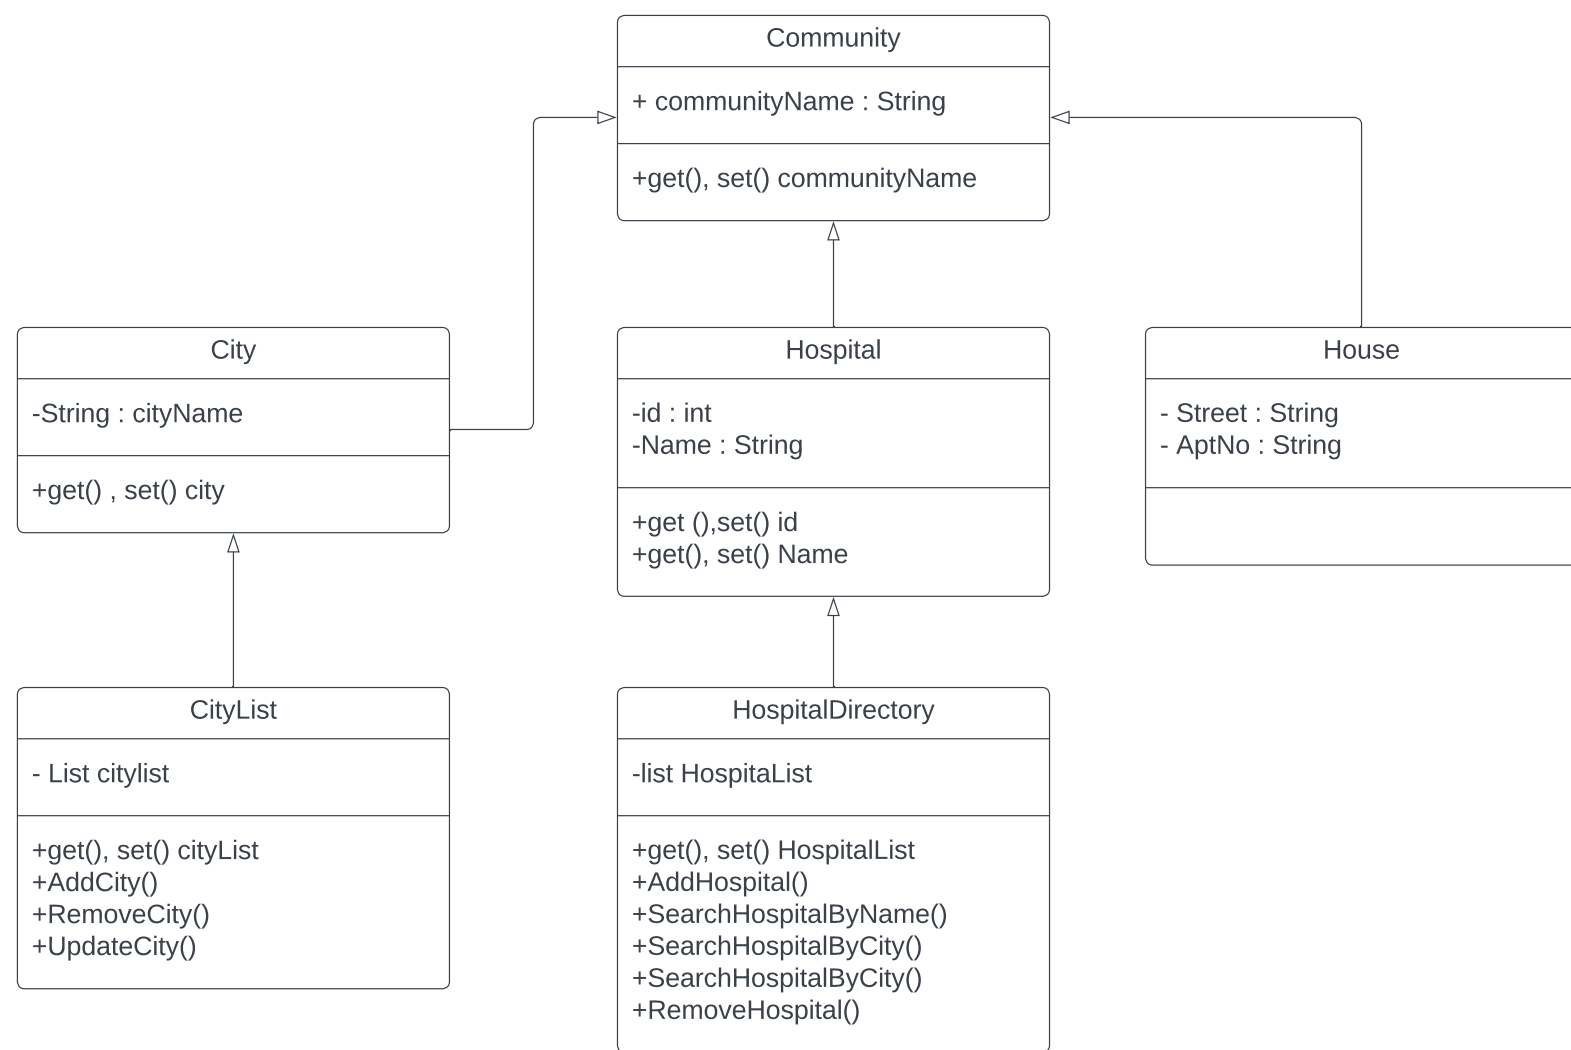 Community
+ communityName : String
+get(), set() communityName
City
-String : cityName
+get() , set() city
Hospital
-id : int
-Name : String
+get (),set() id
+get(), set() Name
House
- Street : String
- AptNo : String
CityList
- List citylist
+get(), set() cityList
+AddCity()
+RemoveCity()
+UpdateCity()
HospitalDirectory
-list HospitaList
+get(), set() HospitalList
+AddHospital()
+SearchHospitalByName()
+SearchHospitalByCity()
+SearchHospitalByCity()
+RemoveHospital()